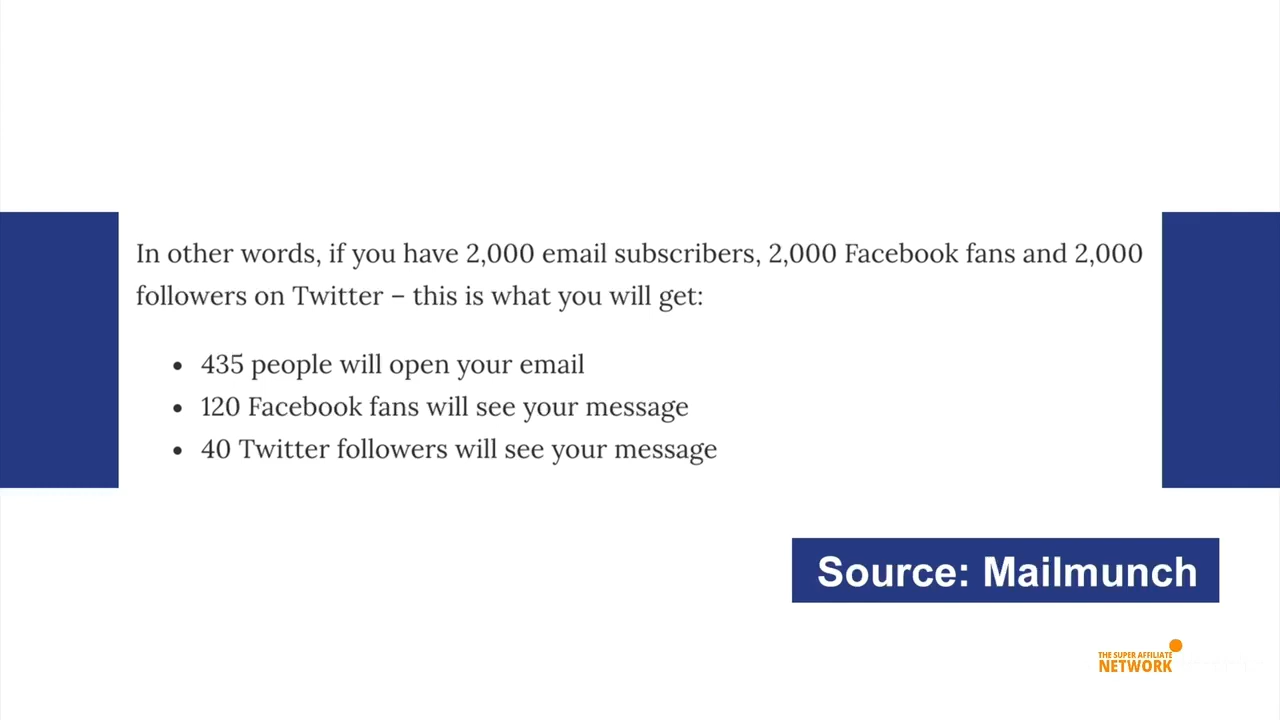 In other words, if you have 2,000 email subscribers, 2,000 Facebook fans and 2,000
followers on Twitter – this is what you will get:
• 435 people will open your email
• 120 Facebook fans will see your message
• 40 Twitter followers will see your message
Source: Mailmunch
THE SUPER AFFILIATE
NETWORK